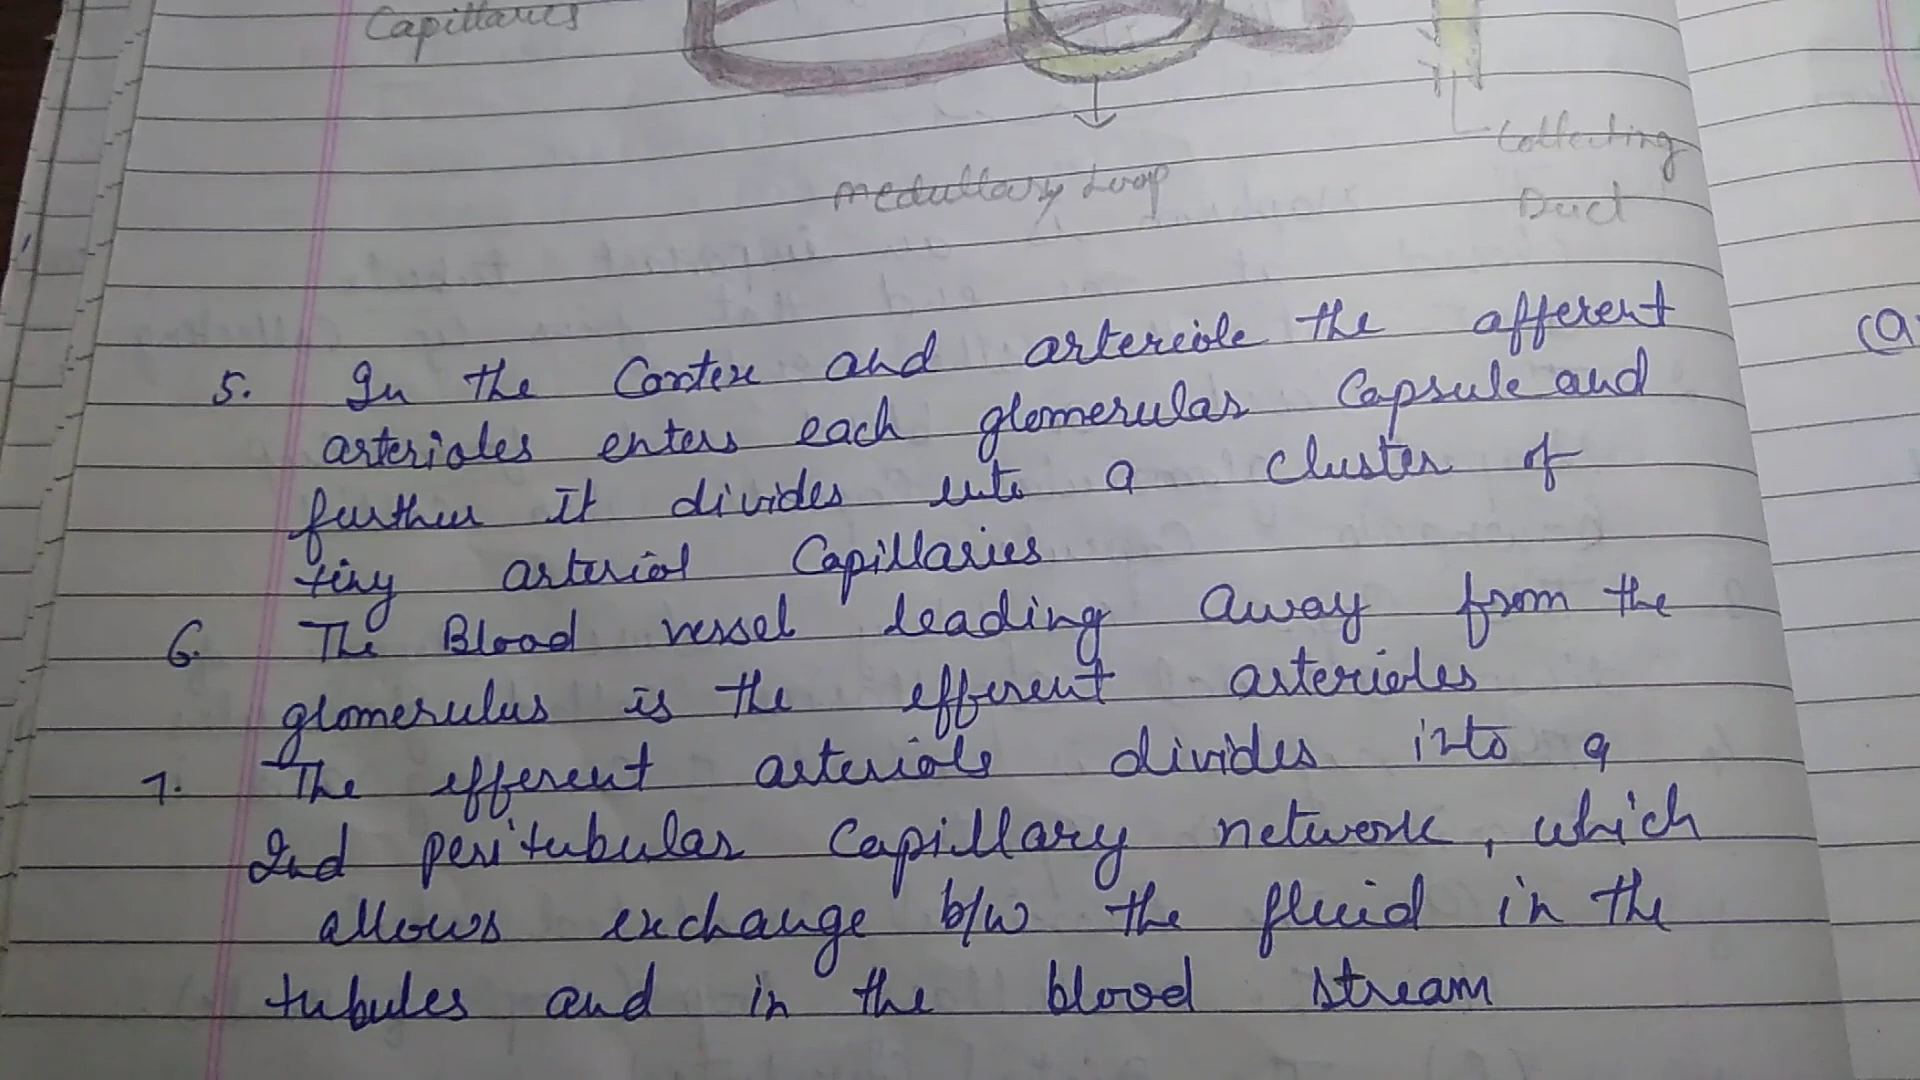 Capillaries
Collecting
Medullary Loop
Duct
5. In the Cortex and artereiole the afferent
arterioles enters each glomerular Capsule and
further It divides into a Cluster of
tiny arterial Capillaries
6. The Blood vessel leading away from the
glomerulus is the efferent arterioles
7. The efferent arteriole divides into a
2nd peritubular Capillary network, which
allows exchange b/w the fluid in the
tubules and in the blood stream
(a